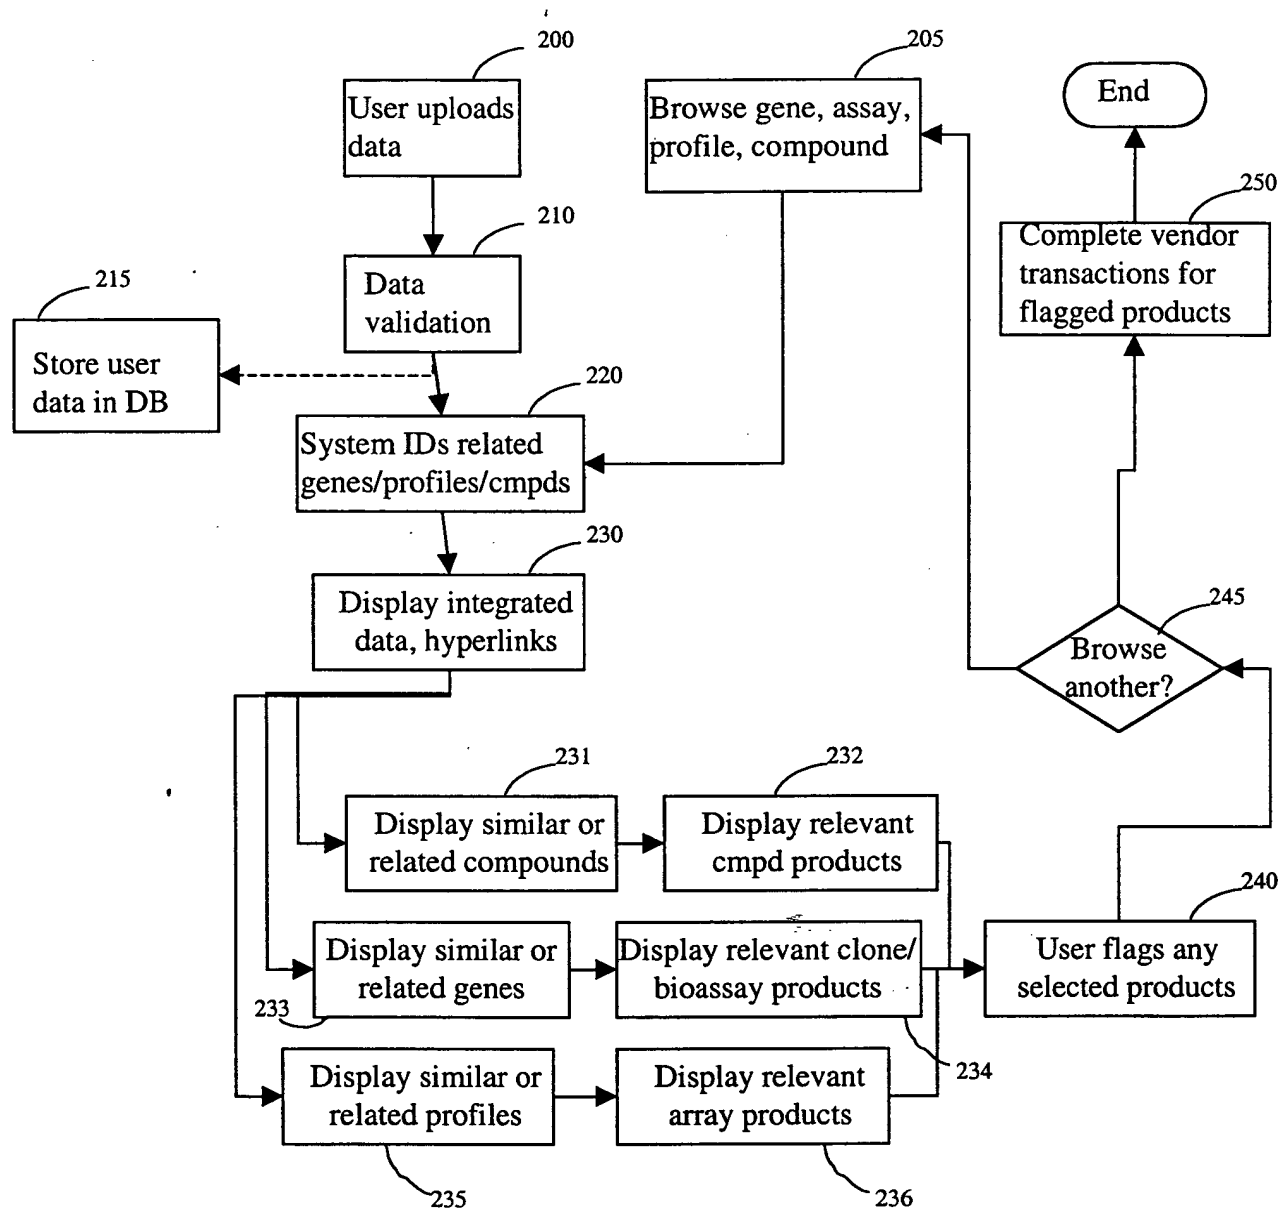 200
User uploads
data
205
Browse gene, assay,
profile, compound
End
210
Data
validation
250
Complete vendor
transactions for
flagged products
215
Store user
data in DB
220
System IDs related
genes/profiles/cmpds
230
Display integrated
data, hyperlinks
245
Browse
another?
231
Display similar or
related compounds
232
Display relevant
cmpd products
233
Display similar or
related genes
234
Display relevant clone/
bioassay products
240
User flags any
selected products
235
Display similar or
related profiles
236
Display relevant
array products